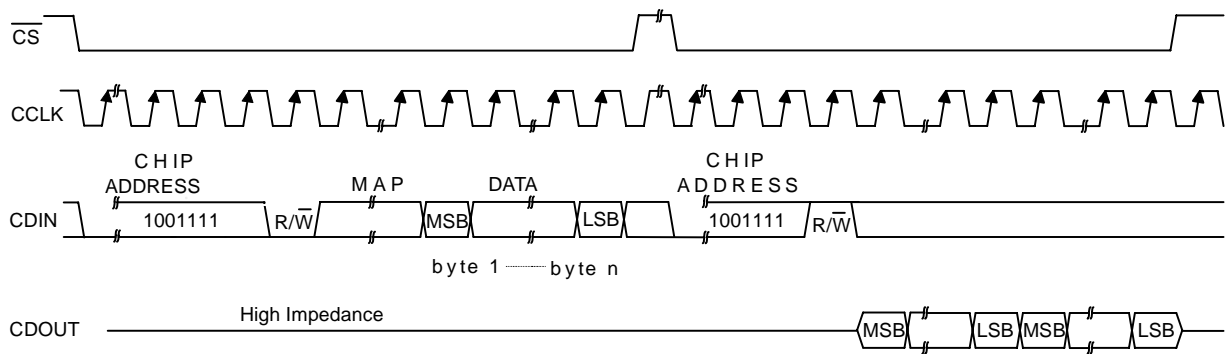 CS
CCLK
CHIP
ADDRESS
MAP
DATA
CHIP
ADDRESS
CDIN
1001111
R/W
MSB
LSB
1001111
R/W
byte 1
byte n
High Impedance
CDOUT
MSB
LSB
MSB
LSB